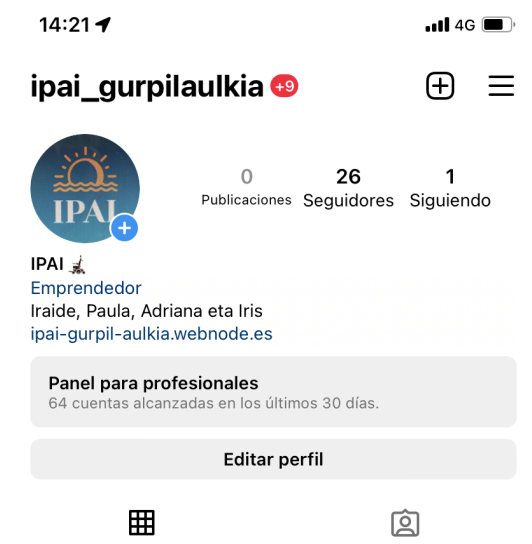 14:21
4G
ipai_gurpilaulkia +9
IPAI
0 26 1
Publicaciones Seguidores Siguiendo
IPAI
Emprendedor
Iraide, Paula, Adriana eta Iris
ipai-gurpil-aulkia.webnode.es
Panel para profesionales
64 cuentas alcanzadas en los últimos 30 días.
Editar perfil